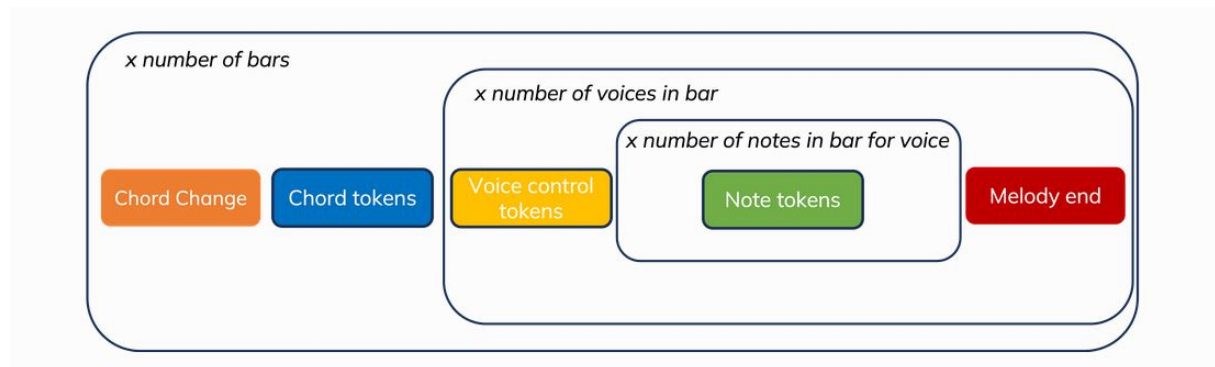 x number of bars
x number of voices in bar
x number of notes in bar for voice
Chord Change
Chord tokens
Voice control
tokens
Note tokens
Melody end